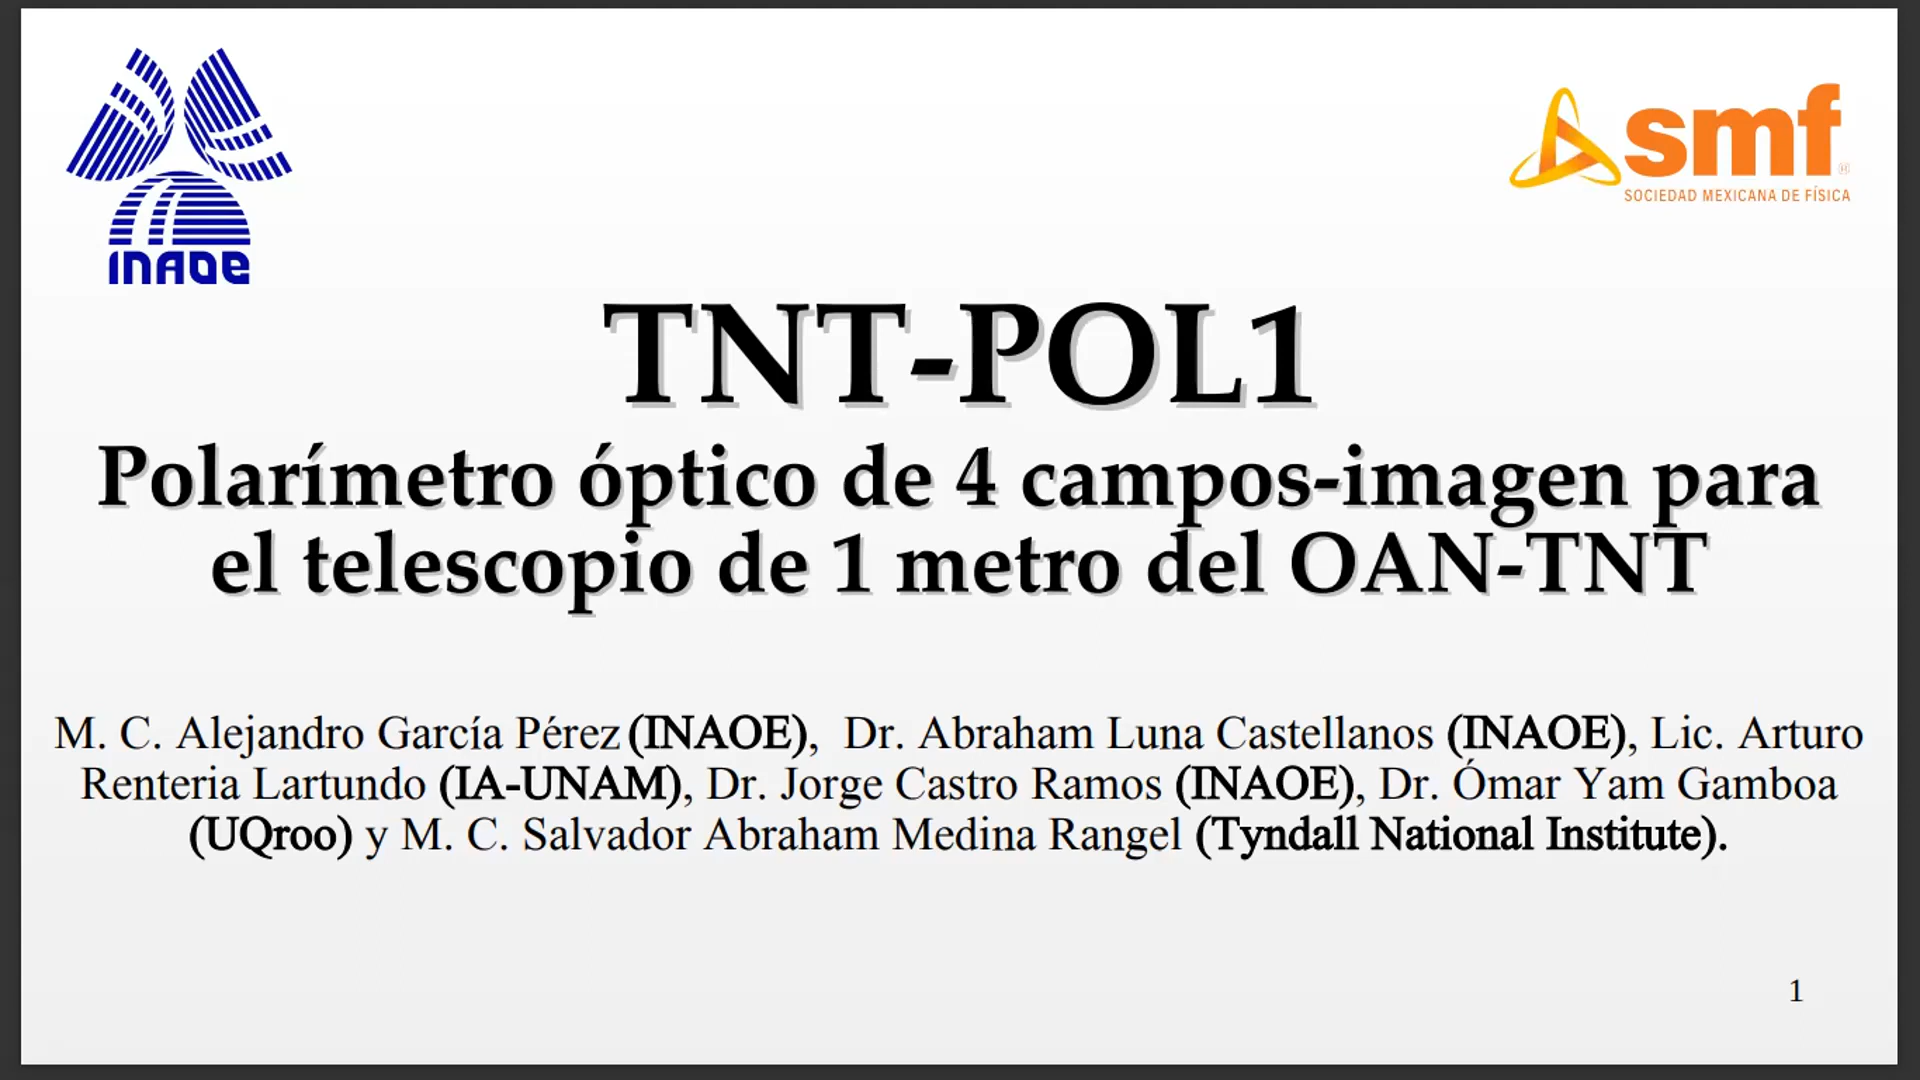 INAOE
smf
SOCIEDAD MEXICANA DE FÍSICA
TNT-POL1
Polarímetro óptico de 4 campos-imagen para
el telescopio de 1 metro del OAN-TNT
M. C. Alejandro García Pérez (INAOE), Dr. Abraham Luna Castellanos (INAOE), Lic. Arturo
Renteria Lartundo (IA-UNAM), Dr. Jorge Castro Ramos (INAOE), Dr. Ómar Yam Gamboa
(UQroo) y M. C. Salvador Abraham Medina Rangel (Tyndall National Institute).
1